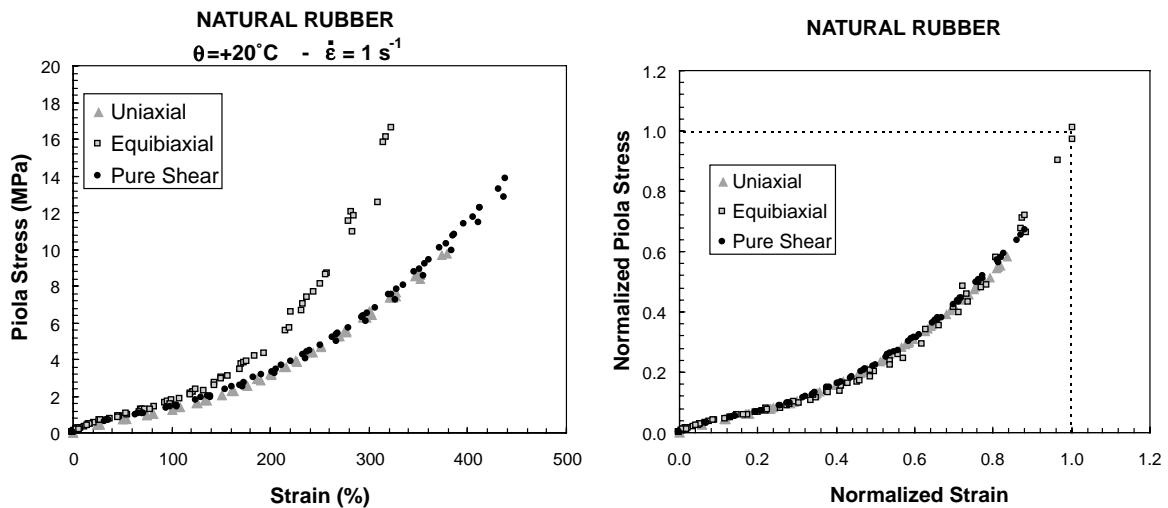 NATURAL RUBBER
θ=+20°C - ε̇ = 1 s⁻¹
Piola Stress (MPa)
20
18
16
14
12
10
8
6
4
2
0
Uniaxial
Equibiaxial
Pure Shear
0 100 200 300 400 500
Strain (%)
NATURAL RUBBER
Normalized Piola Stress
1.2
1.0
0.8
0.6
0.4
0.2
0.0
Uniaxial
Equibiaxial
Pure Shear
0.0 0.2 0.4 0.6 0.8 1.0 1.2
Normalized Strain